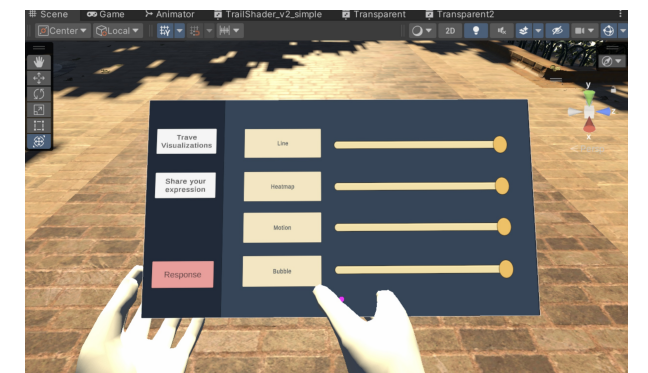 Scene
Game
Animator
TrailShader_v2_simple
Transparent
Transparent2
Center
Local
2D
y
Trave
Visualizations
Share your
expression
Response
Line
Heatmap
Motion
Bubble